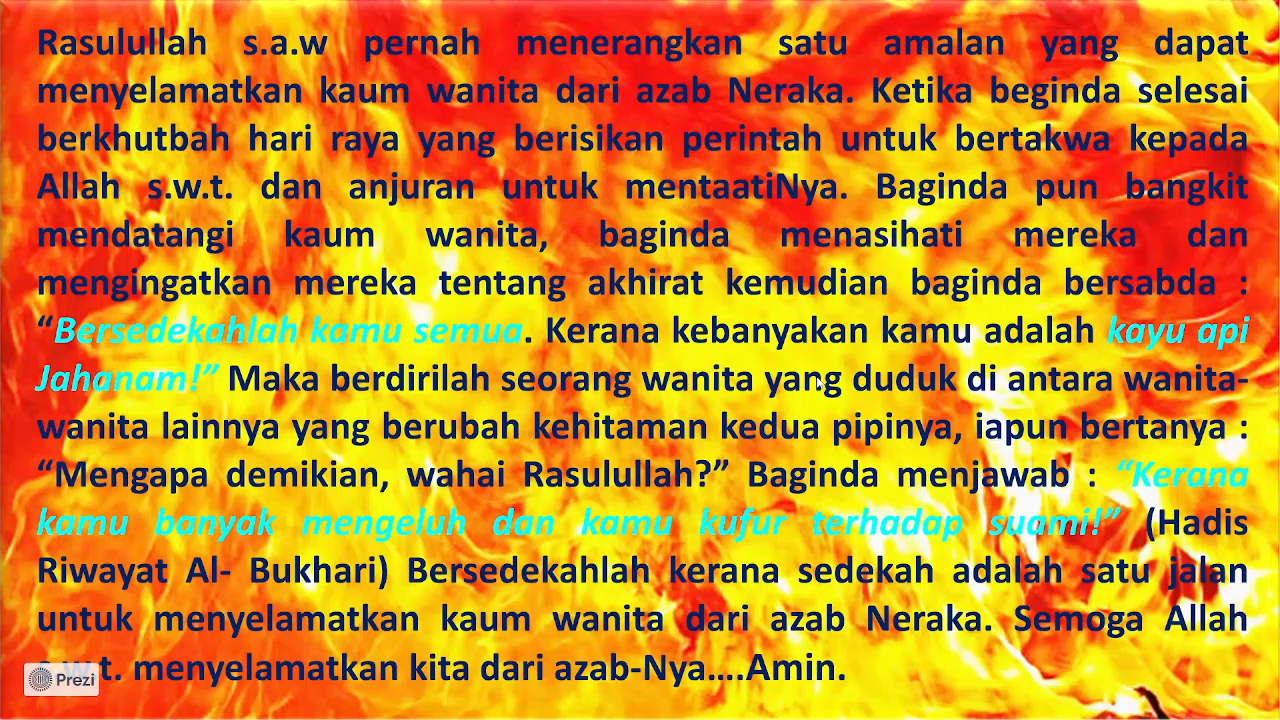 Rasulullah s.a.w pernah menerangkan satu amalan yang dapat
menyelamatkan kaum wanita dari azab Neraka. Ketika beginda selesai
berkhutbah hari raya yang berisikan perintah untuk bertakwa kepada
Allah s.w.t. dan anjuran untuk mentaatiNya. Baginda pun bangkit
mendatangi kaum wanita, baginda menasihati mereka dan
mengingatkan mereka tentang akhirat kemudian baginda bersabda :
“Bersedekahlah kamu semua. Kerana kebanyakan kamu adalah kayu api
Jahanam!” Maka berdirilah seorang wanita yang duduk di antara wanita-
wanita lainnya yang berubah kehitaman kedua pipinya, iapun bertanya :
“Mengapa demikian, wahai Rasulullah?” Baginda menjawab : “Kerana
kamu banyak mengeluh dan kamu kufur terhadap suami!” (Hadis
Riwayat Al- Bukhari) Bersedekahlah kerana sedekah adalah satu jalan
untuk menyelamatkan kaum wanita dari azab Neraka. Semoga Allah
s.w.t. menyelamatkan kita dari azab-Nya….Amin.
Prezi